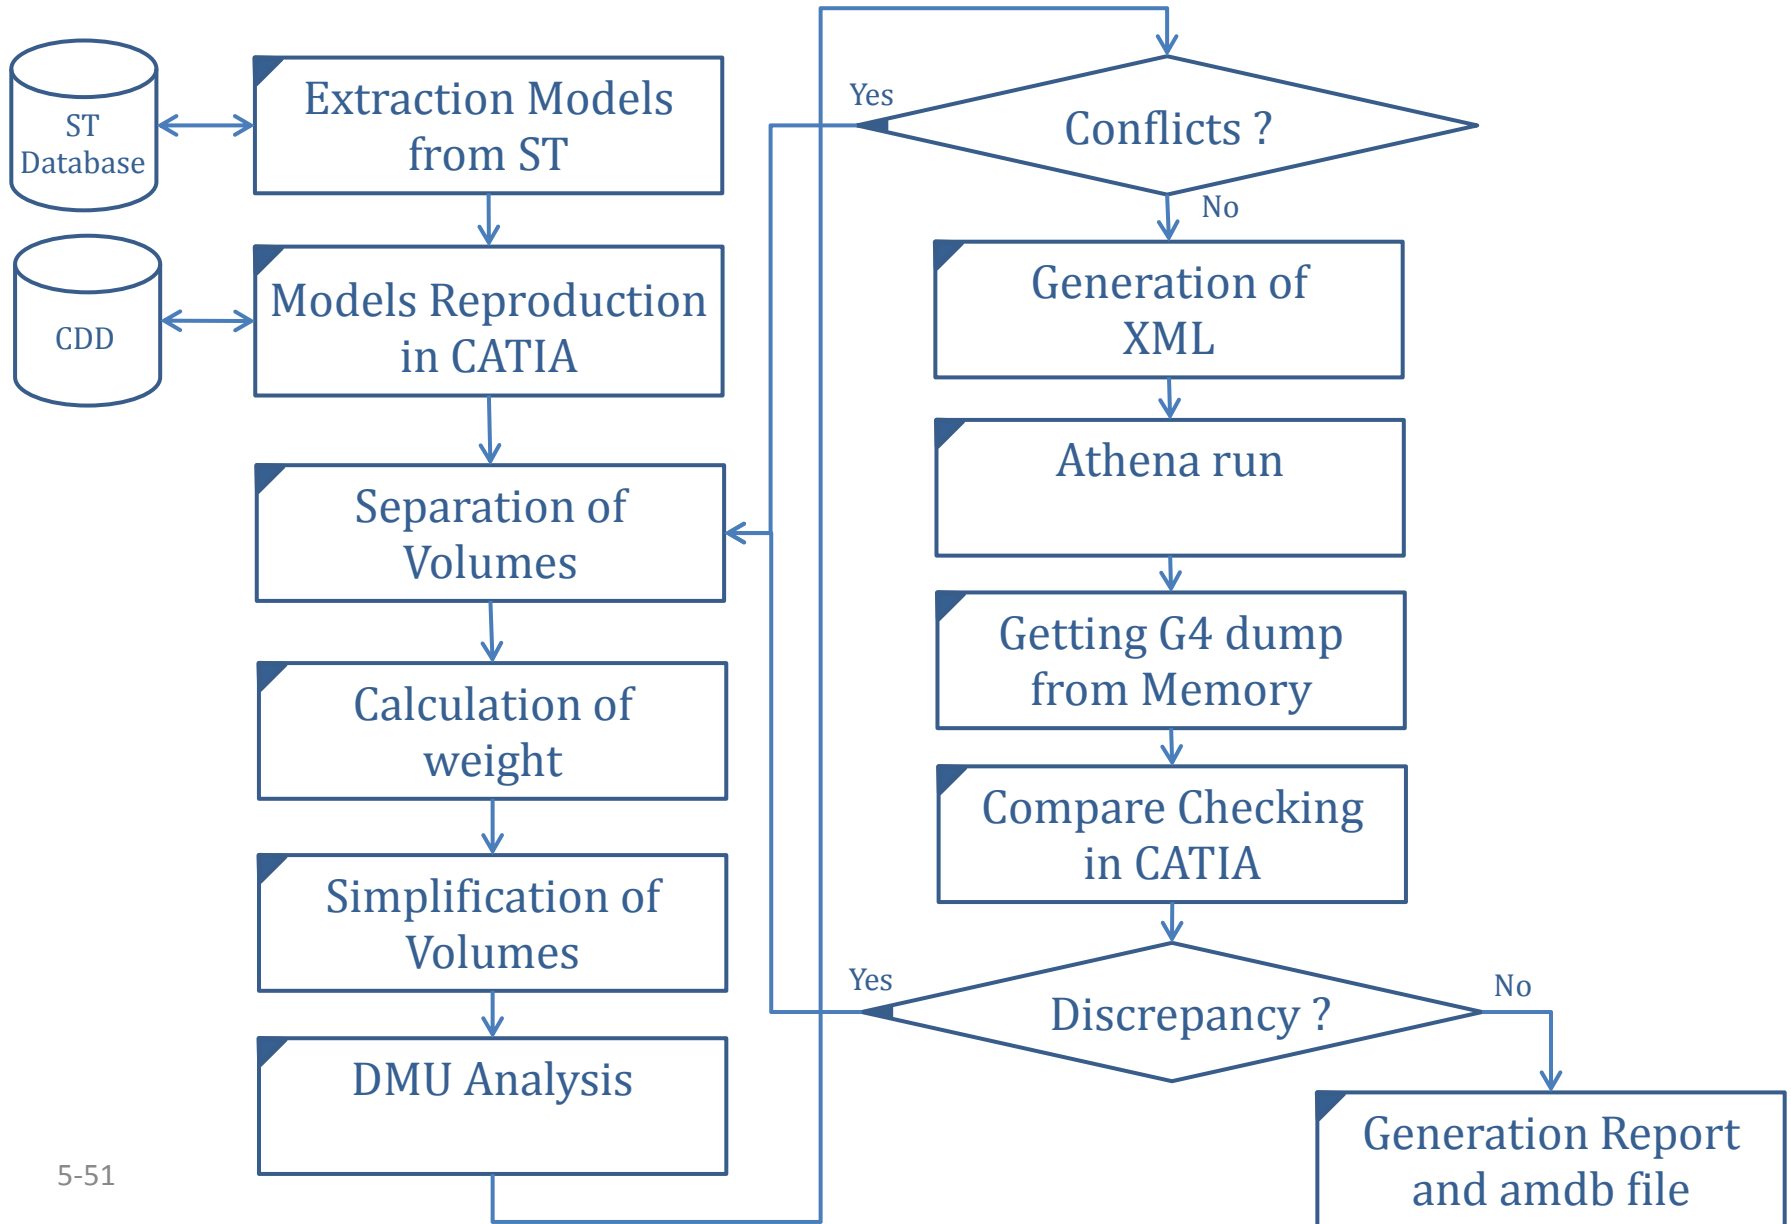 ST
Database
Extraction Models
from ST
CDD
Models Reproduction
in CATIA
Separation of
Volumes
Calculation of
weight
Simplification of
Volumes
DMU Analysis
5-51
Yes
Conflicts ?
No
Generation of
XML
Athena run
Getting G4 dump
from Memory
Compare Checking
in CATIA
Yes
Discrepancy ?
No
Generation Report
and amdb file